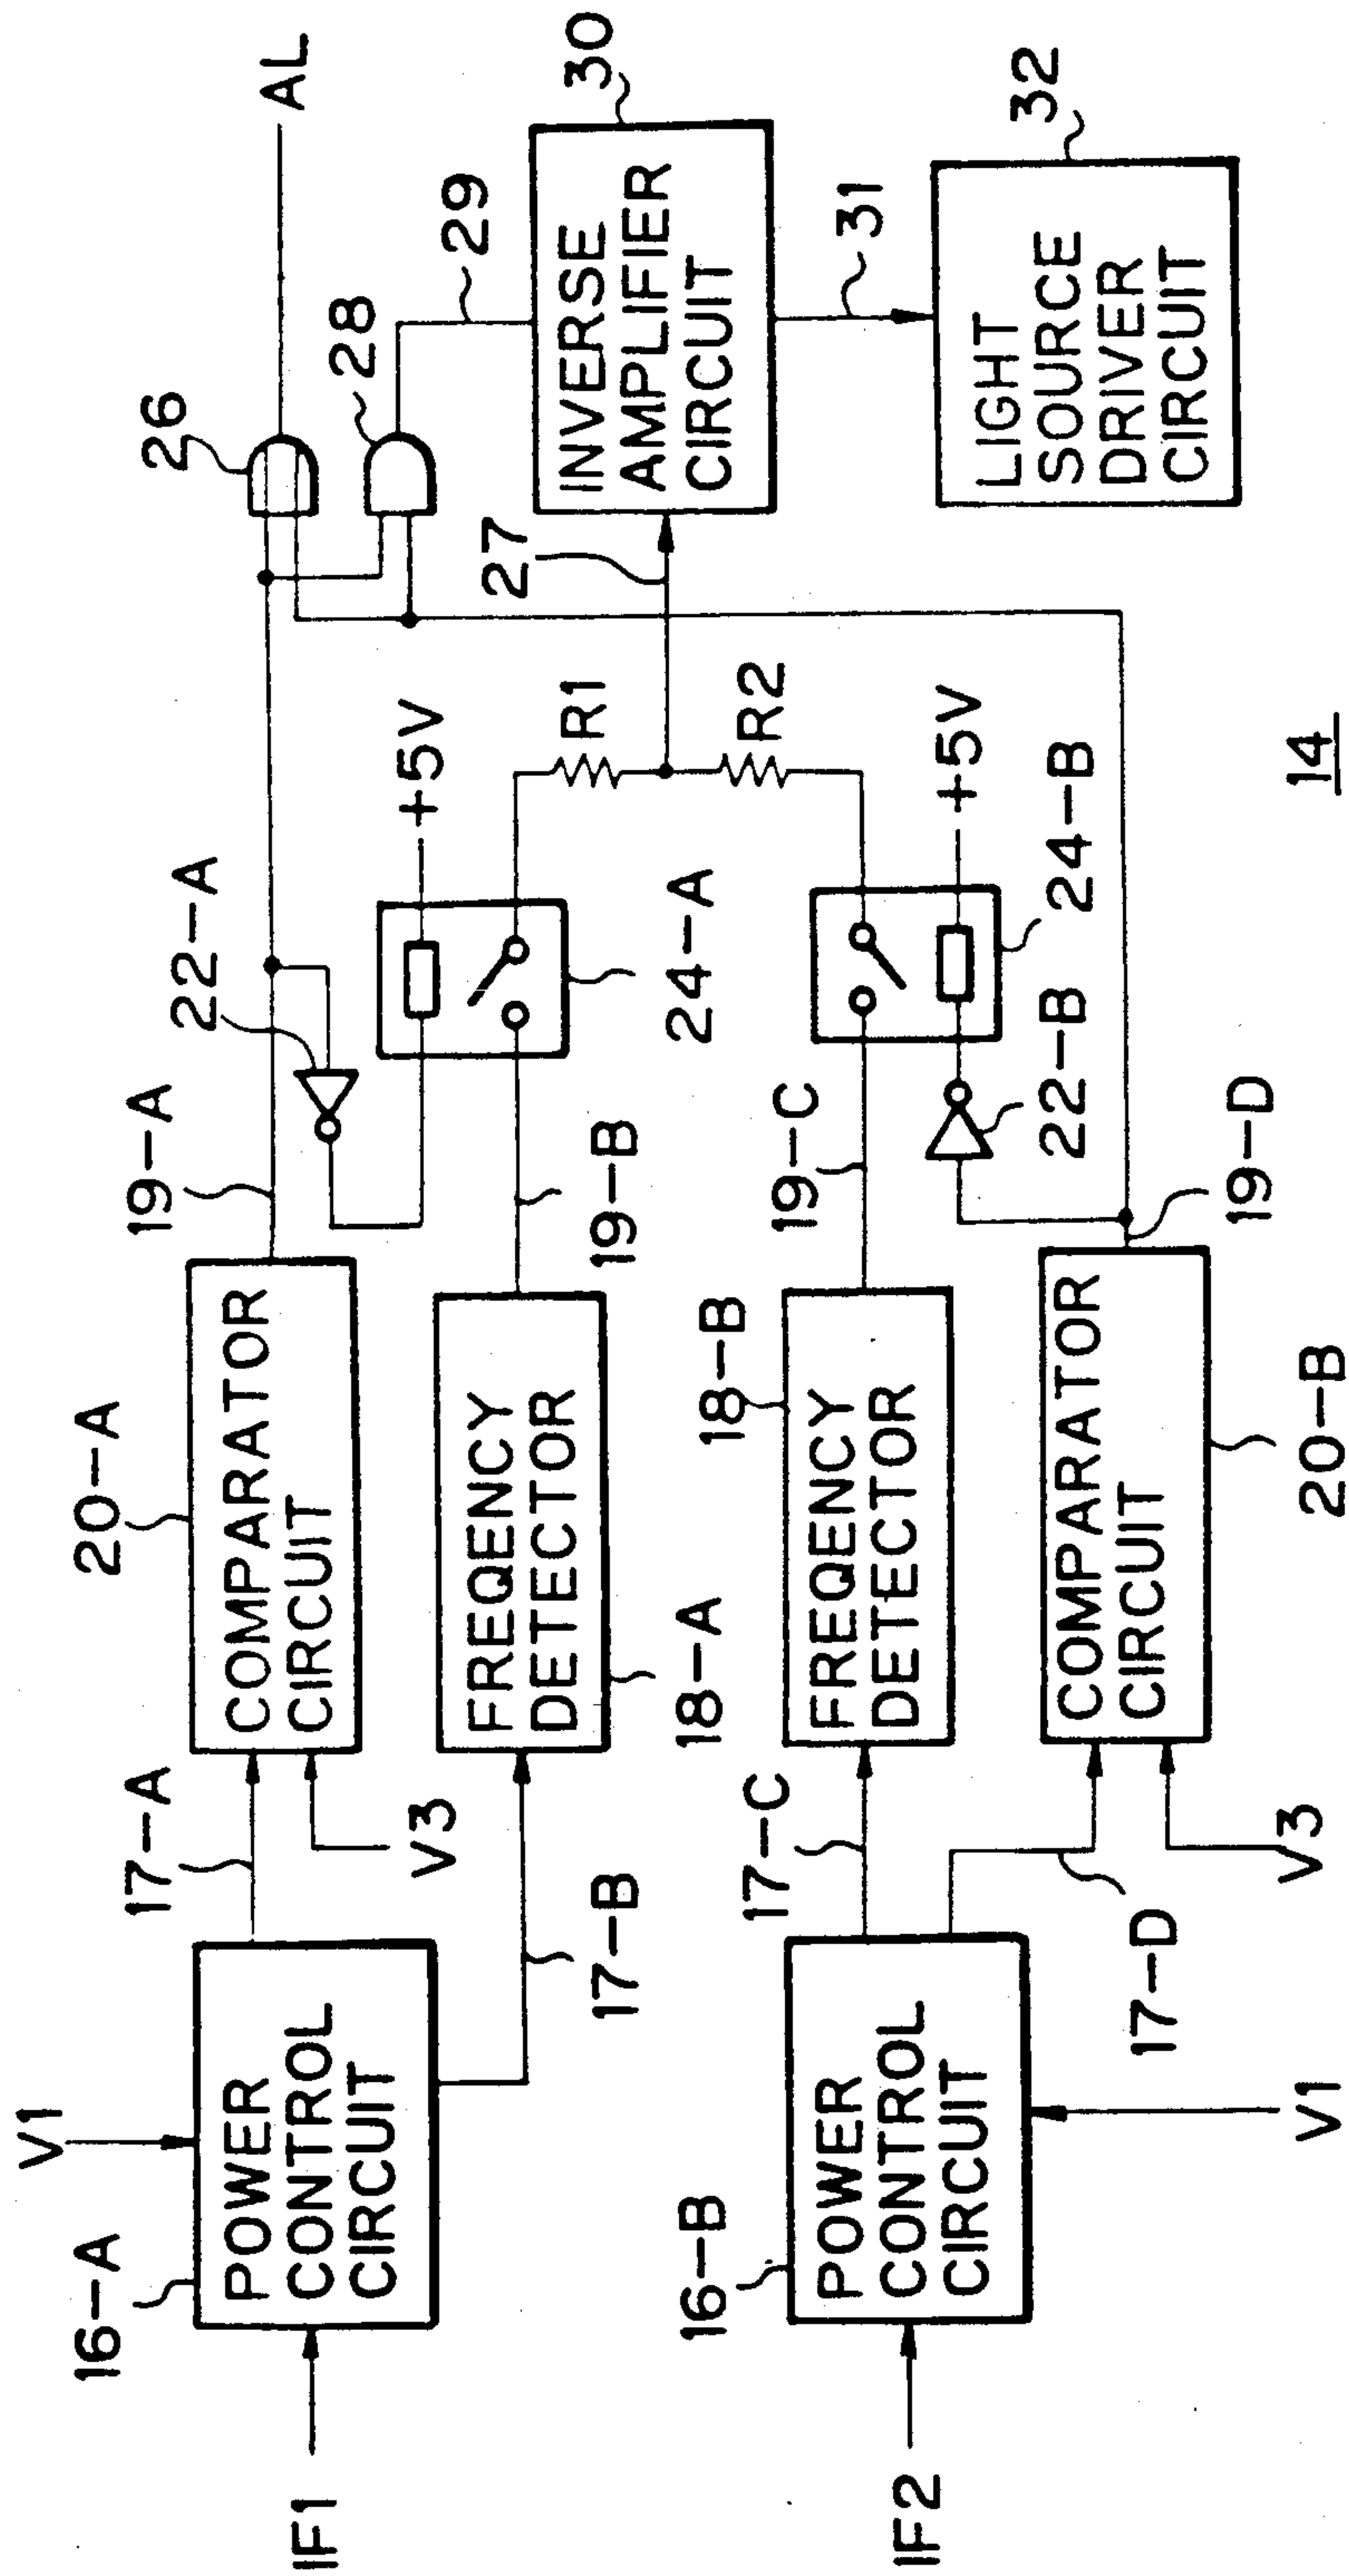 V1
16-A
POWER
CONTROL
CIRCUIT
IF1
17-A
V3
17-B
20-A
COMPARATOR
CIRCUIT
FREQENCY
DETECTOR
18-A
19-A
22-A
19-B
+5V
24-A
R1
R2
26
28
AL
29
27
INVERSE
AMPLIFIER
CIRCUIT
30
31
LIGHT
SOURCE
DRIVER
CIRCUIT
32
IF2
16-B
POWER
CONTROL
CIRCUIT
V1
17-C
17-D
V3
18-B
FREQENCY
DETECTOR
COMPARATOR
CIRCUIT
20-B
19-C
22-B
19-D
+5V
24-B
14